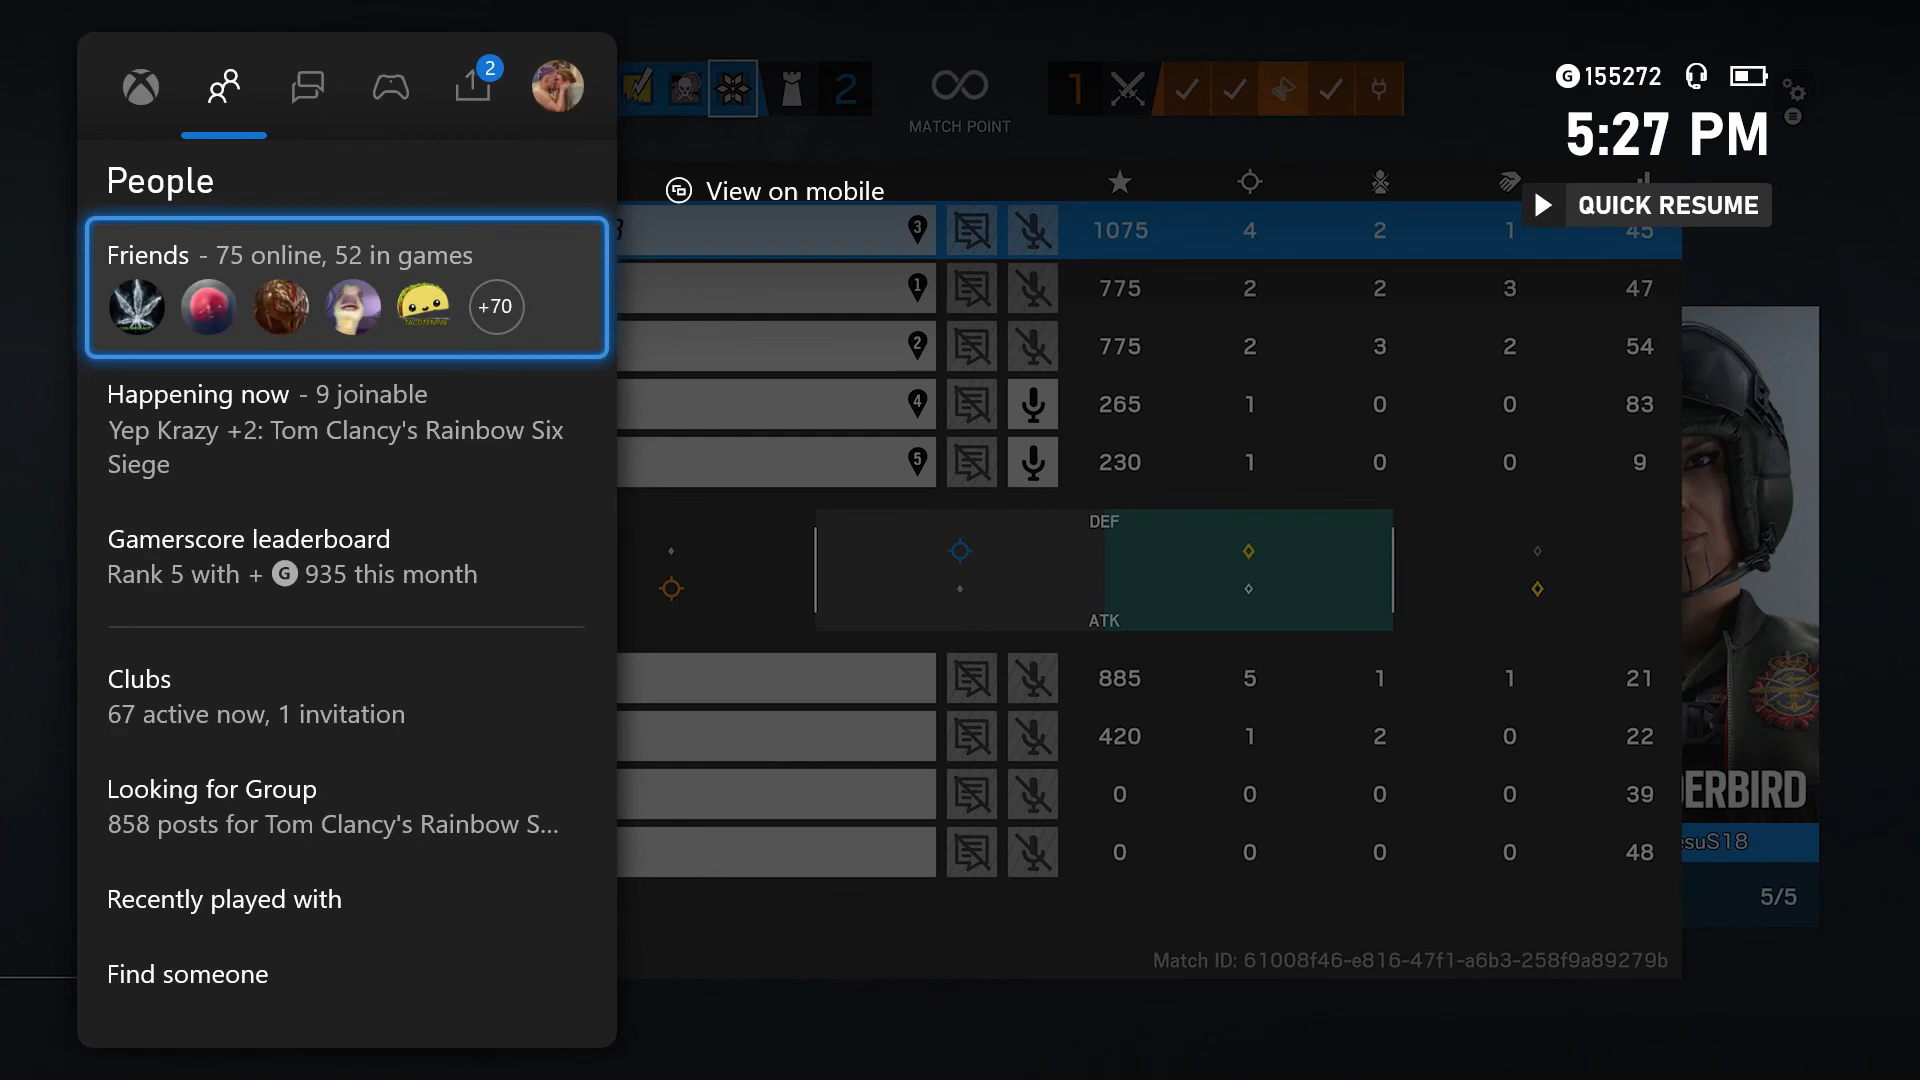 2
People
Friends - 75 online, 52 in games
TACOTENPIN
+70
Happening now - 9 joinable
Yep Krazy +2: Tom Clancy's Rainbow Six
Siege
Gamerscore leaderboard
Rank 5 with + G 935 this month
Clubs
67 active now, 1 invitation
Looking for Group
858 posts for Tom Clancy's Rainbow S...
Recently played with
Find someone
2
MATCH POINT
1
G 155272
5:27 PM
View on mobile
QUICK RESUME
3 1075 4 2 1 45
1 775 2 2 3 47
2 775 2 3 2 54
4 265 1 0 0 83
5 230 1 0 0 9
DEF
ATK
885 5 1 1 21
420 1 2 0 22
0 0 0 0 39
0 0 0 0 48
ERBIRD
esuS18
5/5
Match ID: 61008f46-e816-47f1-a6b3-258f9a89279b